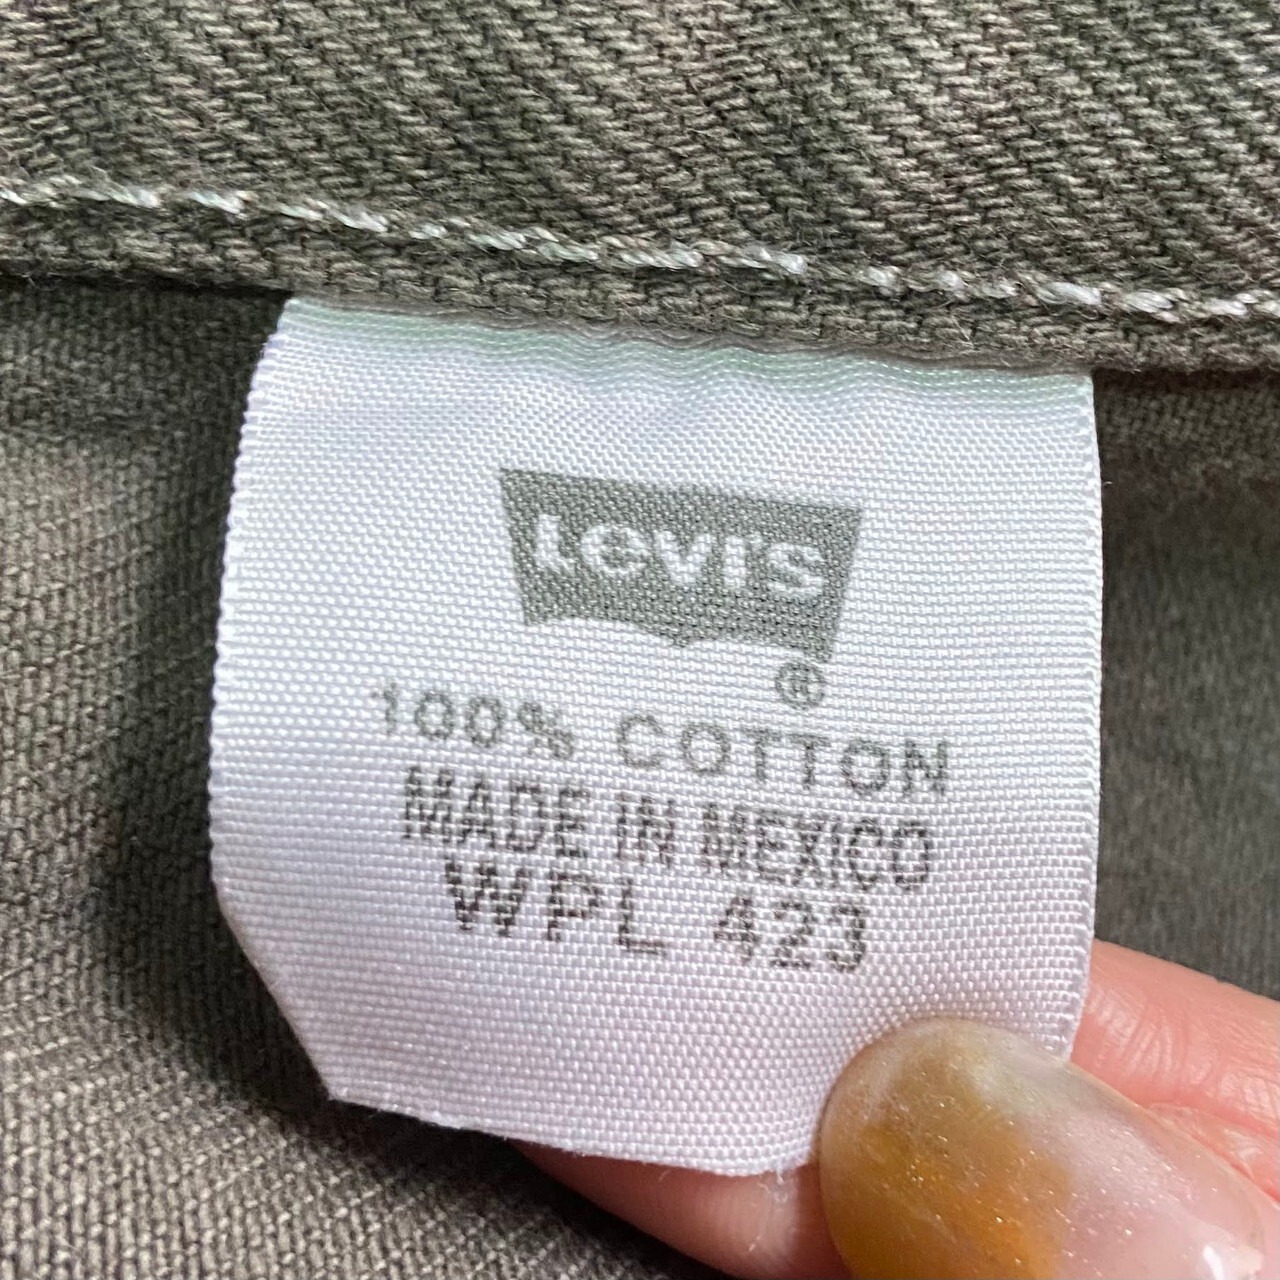 Levi's
®
100% COTTON
MADE IN MEXICO
WPL 423